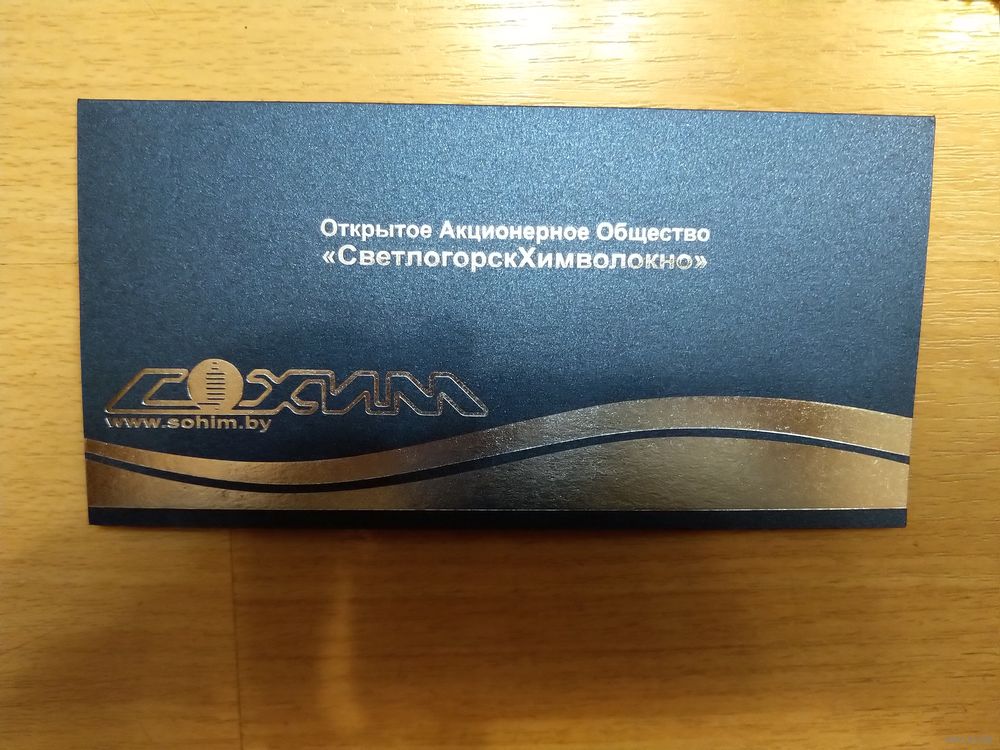 Открытое Акционерное Общество
«СветлогорскХимволокно»
СОХИМ
www.sohim.by